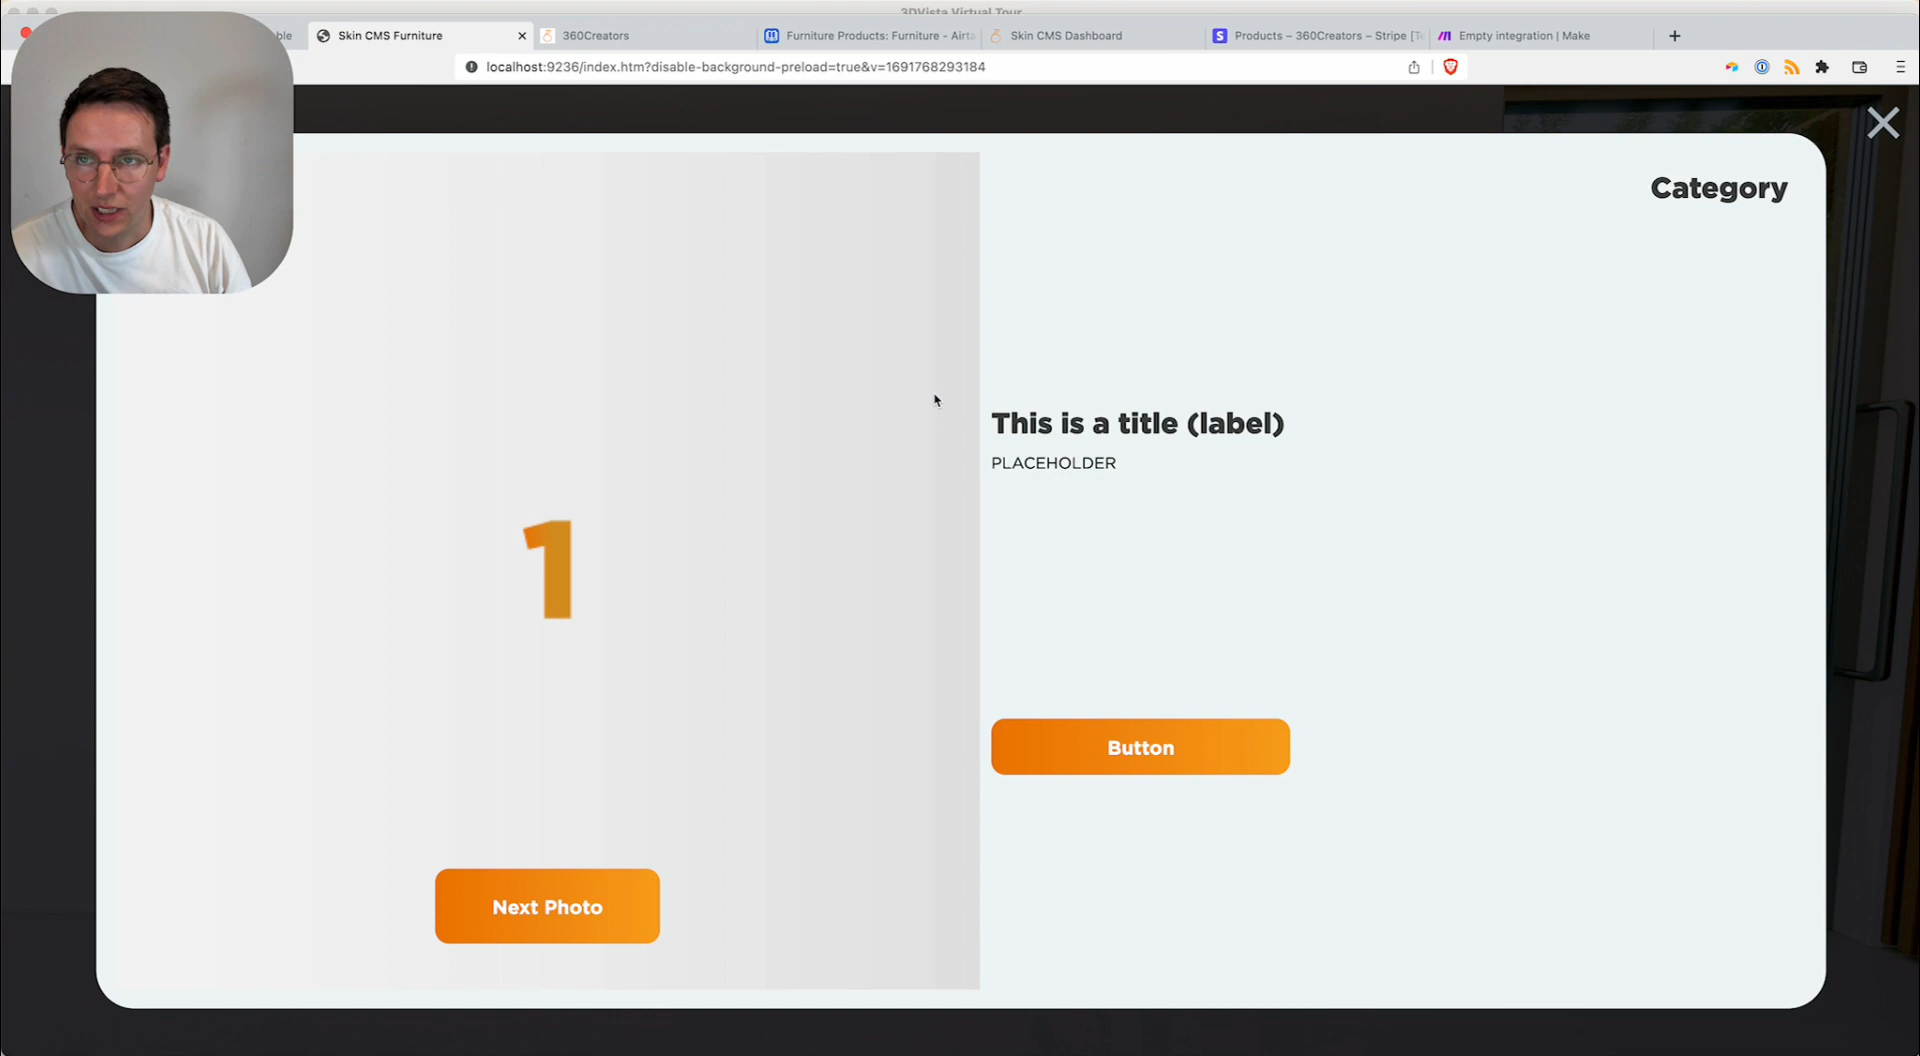 3DVista Virtual Tour
ble
Skin CMS Furniture
360Creators
Furniture Products: Furniture - Airta
Skin CMS Dashboard
Products – 360Creators – Stripe [Te
Empty integration | Make
localhost:9236/index.htm?disable-background-preload=true&v=1691768293184
Category
This is a title (label)
PLACEHOLDER
1
Button
Next Photo